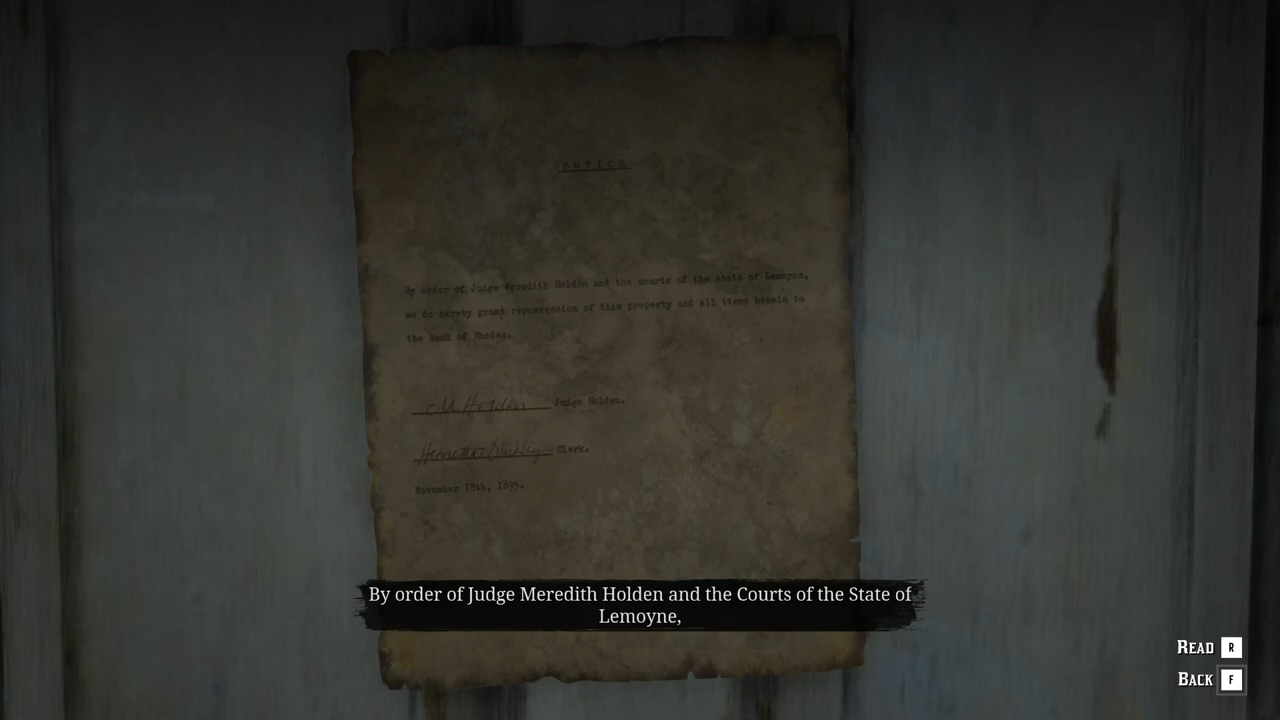 NOTICE
By order of Judge Meredith Holden and the courts of the state of Lemoyne,
we do hereby grant repossession of this property and all items herein to
the Bank of Rhodes.
M Holden Judge Holden.
Henrietta Clerk.
November 18th, 1895.
By order of Judge Meredith Holden and the Courts of the State of
Lemoyne,
READ R
BACK F